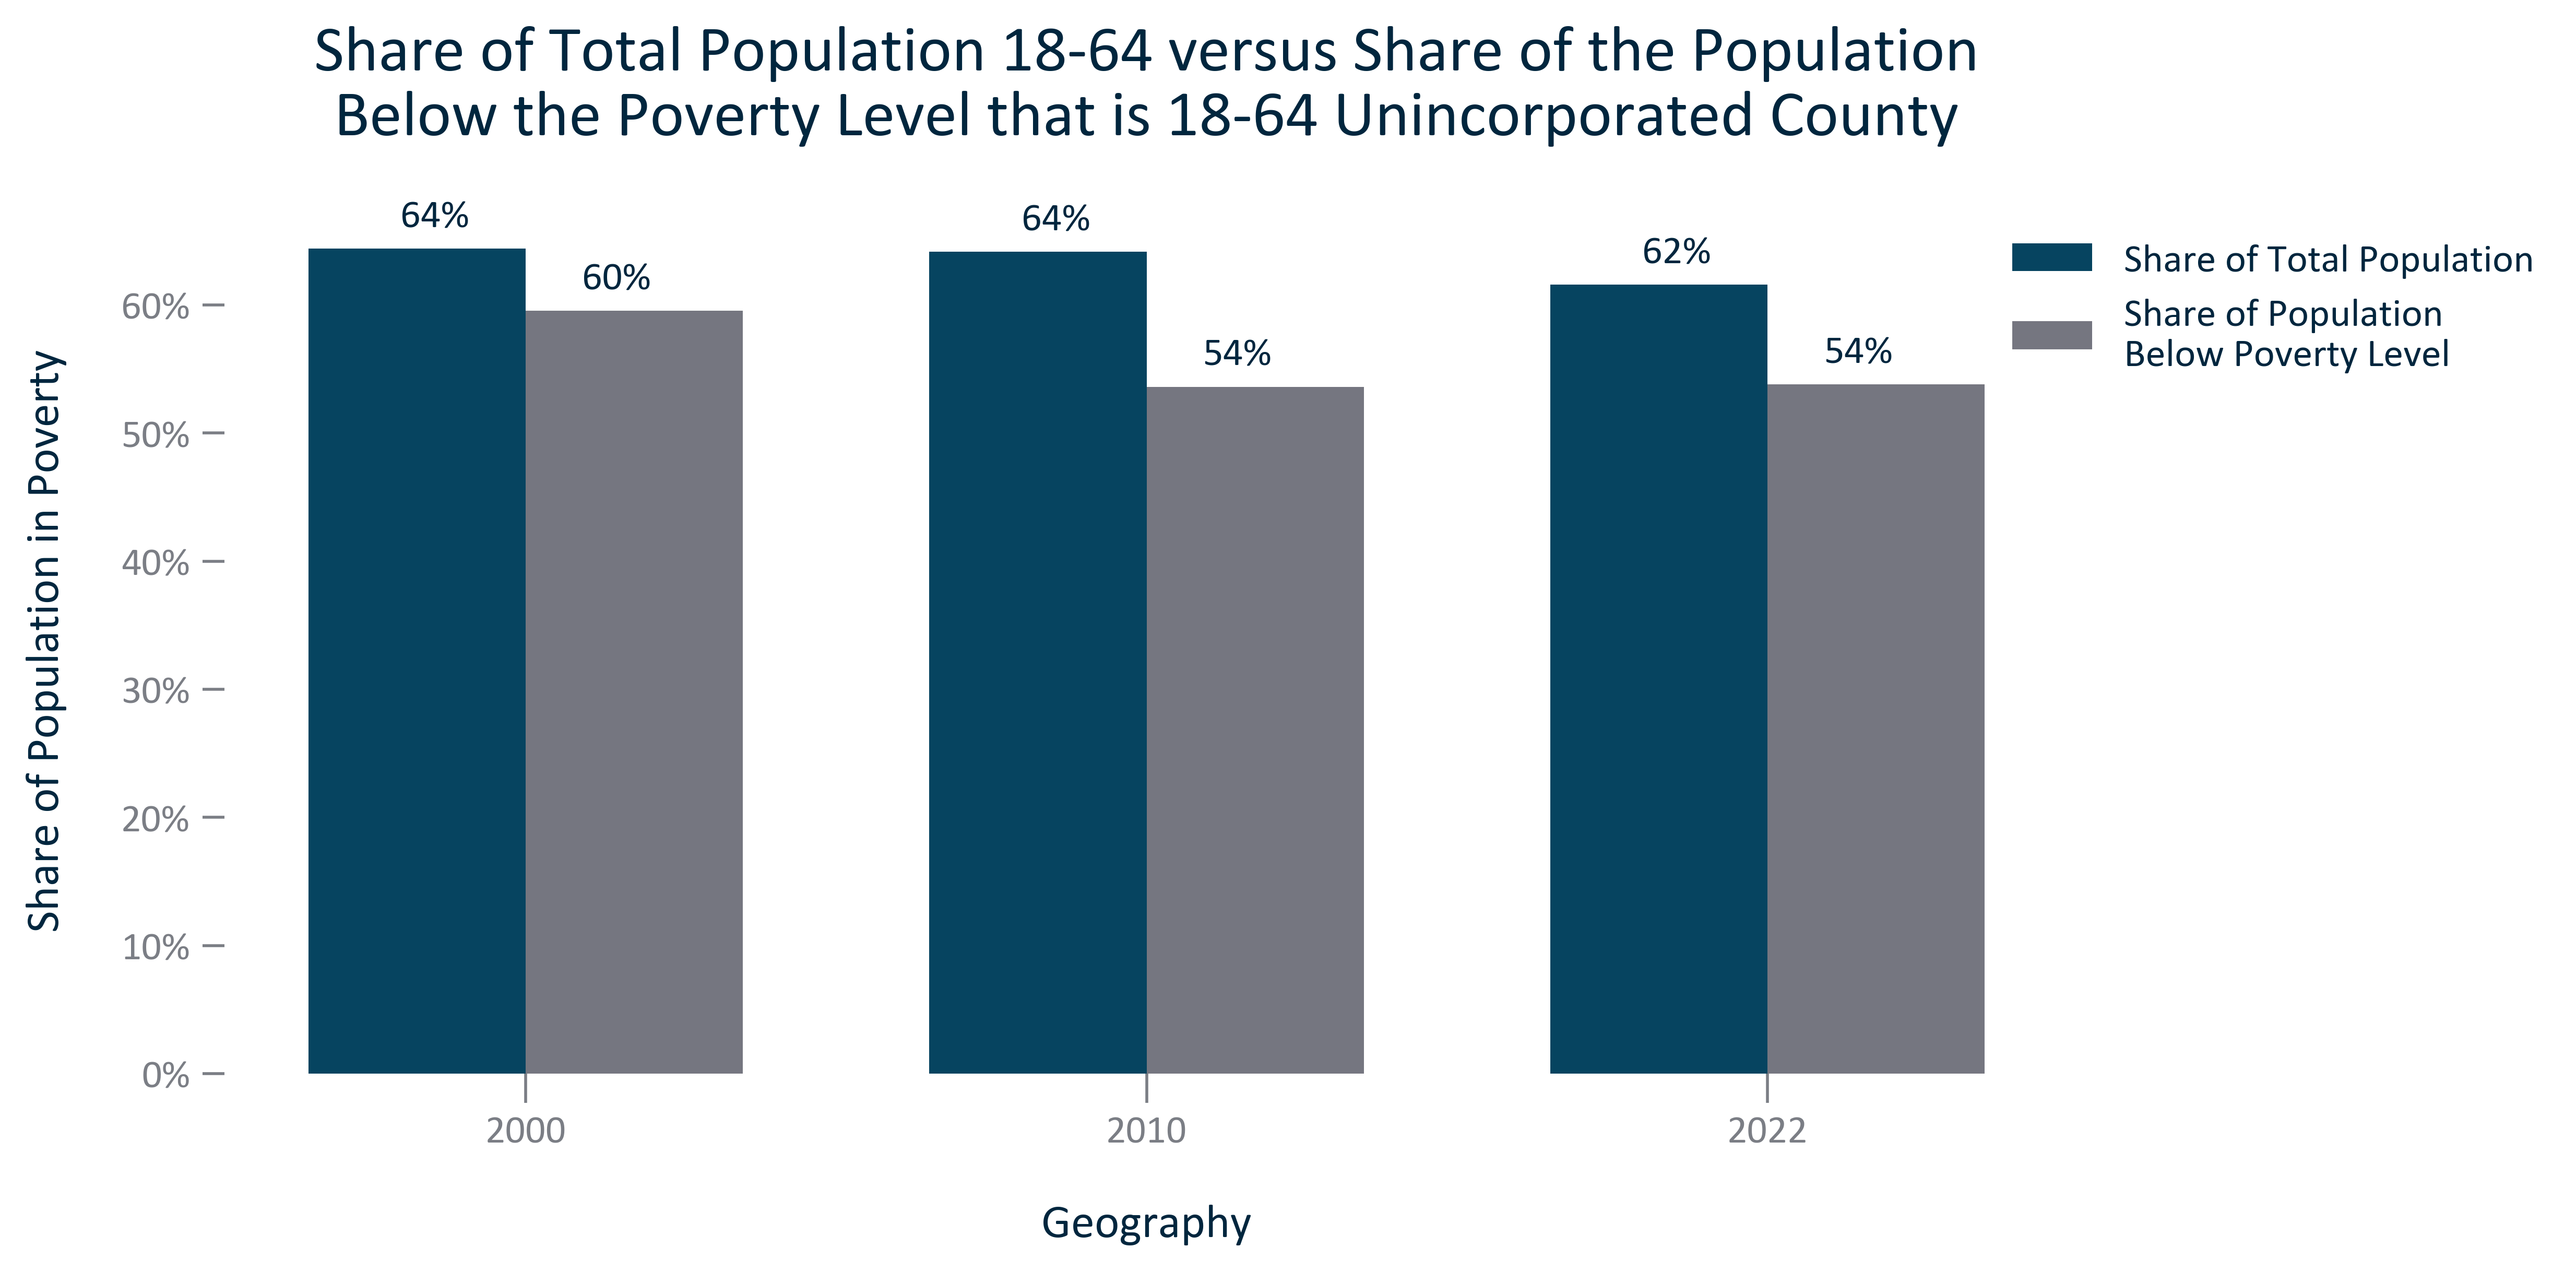 Share of Total Population 18-64 versus Share of the Population
Below the Poverty Level that is 18-64 Unincorporated County
64%
60%
64%
54%
62%
54%
Share of Total Population
Share of Population
Below Poverty Level
Share of Population in Poverty
60%
50%
40%
30%
20%
10%
0%
2000
2010
2022
Geography